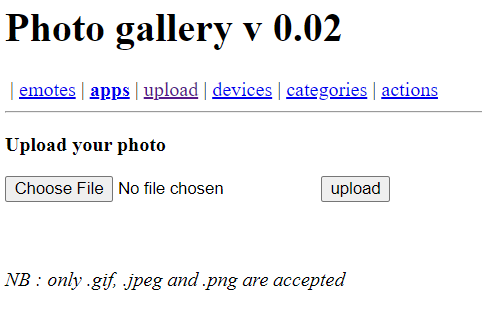 Photo gallery v 0.02
| emotes | apps | upload | devices | categories | actions
Upload your photo
Choose File No file chosen upload
NB : only .gif, .jpeg and .png are accepted